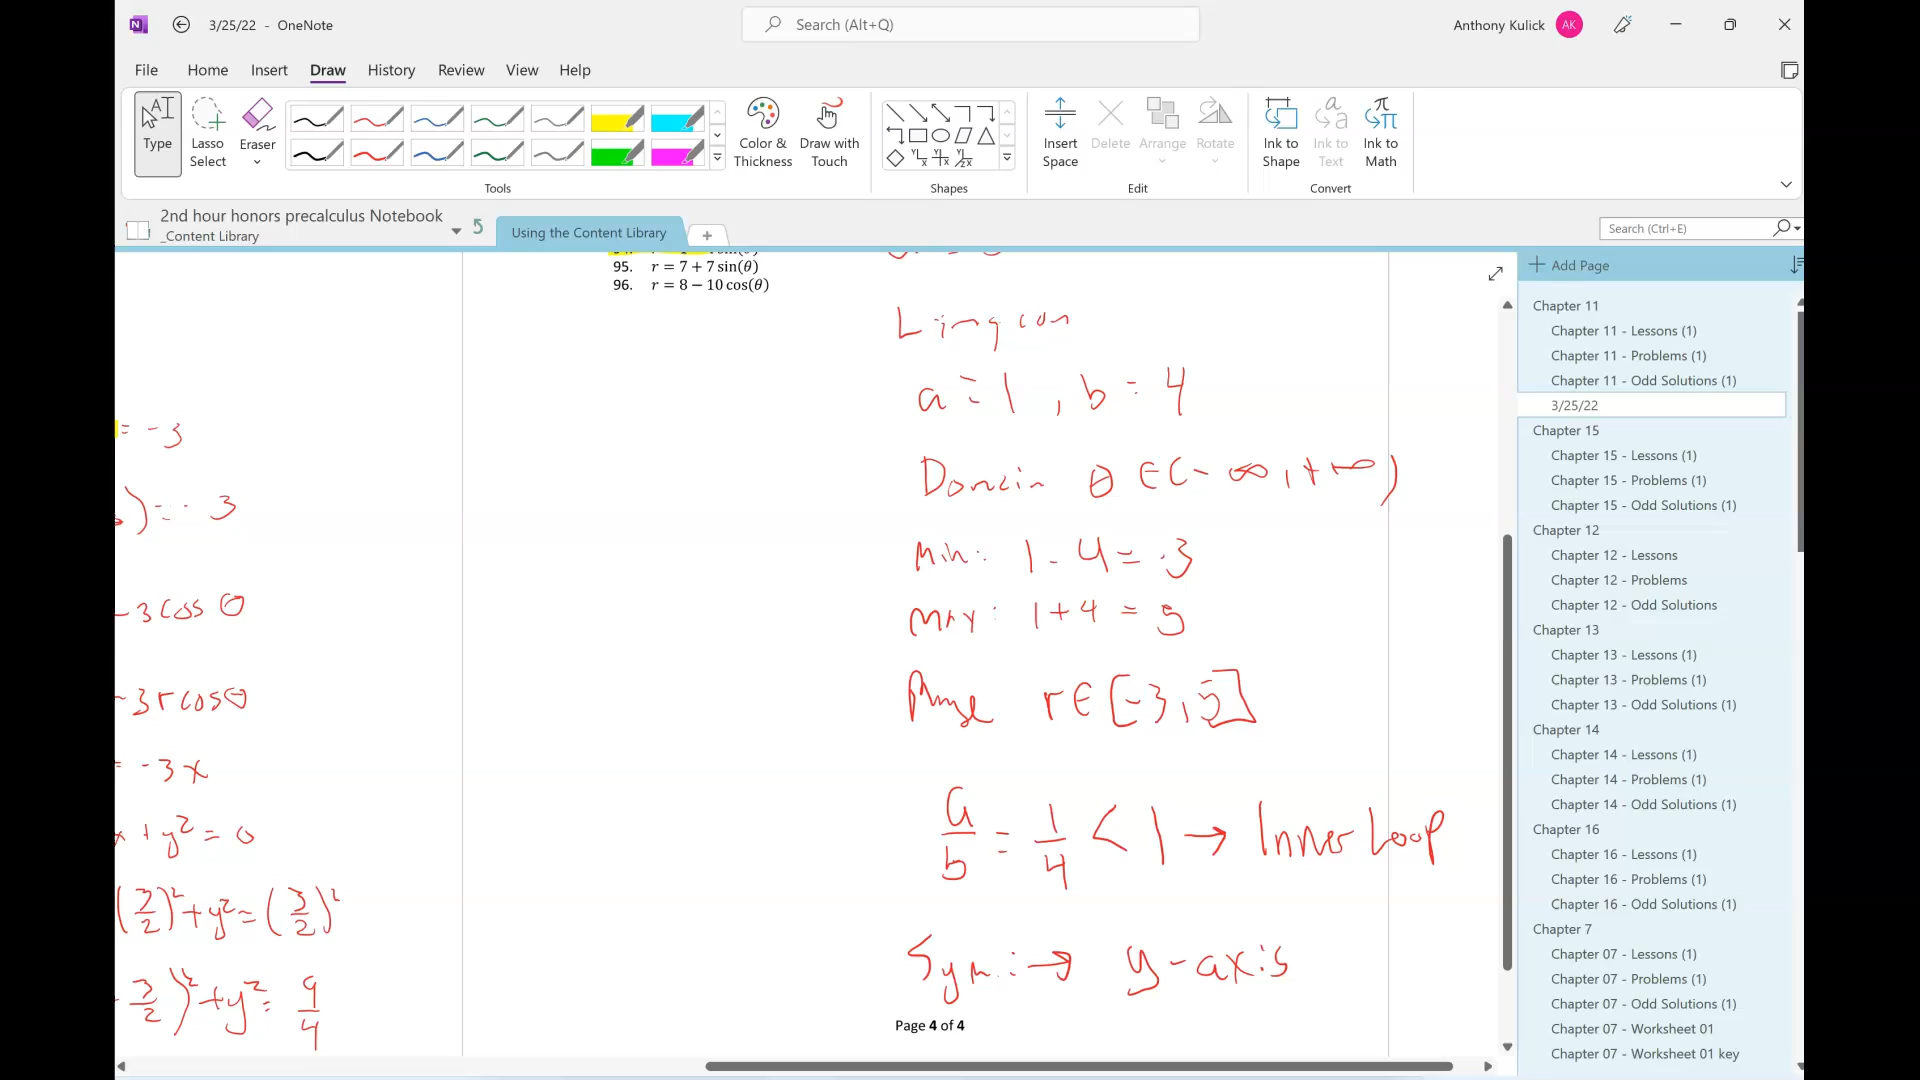 3/25/22 - OneNote
Search (Alt+Q)
Anthony Kulick
AK
File Home Insert Draw History Review View Help
Type
Lasso Select
Eraser
Color & Thickness
Draw with Touch
Insert Space
Delete
Arrange
Rotate
Ink to Shape
Ink to Text
Ink to Math
Tools
Shapes
Edit
Convert
2nd hour honors precalculus Notebook
_Content Library
Using the Content Library
Search (Ctrl+E)
95. r = 7 + 7 sin(θ)
96. r = 8 − 10 cos(θ)
= -3
) = 3
-3 cos θ
-3r cosθ
= -3x
x + y² = 0
(3/2)² + y² = (3/2)²
3/2)² + y² = 9/4
Limaçon
a = 1, b = 4
Domain θ ∈ (-∞, +∞)
Min: 1 - 4 = -3
Max: 1 + 4 = 5
Range r ∈ [-3, 5]
a/b = 1/4 < 1 → Inner Loop
Sym: → y-axis
Page 4 of 4
Add Page
Chapter 11
Chapter 11 - Lessons (1)
Chapter 11 - Problems (1)
Chapter 11 - Odd Solutions (1)
3/25/22
Chapter 15
Chapter 15 - Lessons (1)
Chapter 15 - Problems (1)
Chapter 15 - Odd Solutions (1)
Chapter 12
Chapter 12 - Lessons
Chapter 12 - Problems
Chapter 12 - Odd Solutions
Chapter 13
Chapter 13 - Lessons (1)
Chapter 13 - Problems (1)
Chapter 13 - Odd Solutions (1)
Chapter 14
Chapter 14 - Lessons (1)
Chapter 14 - Problems (1)
Chapter 14 - Odd Solutions (1)
Chapter 16
Chapter 16 - Lessons (1)
Chapter 16 - Problems (1)
Chapter 16 - Odd Solutions (1)
Chapter 7
Chapter 07 - Lessons (1)
Chapter 07 - Problems (1)
Chapter 07 - Odd Solutions (1)
Chapter 07 - Worksheet 01
Chapter 07 - Worksheet 01 key